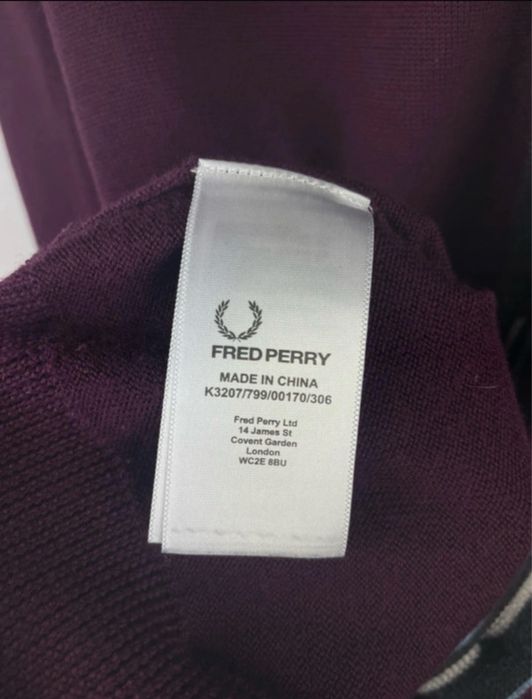 FRED PERRY
MADE IN CHINA
K3207/799/00170/306
Fred Perry Ltd
14 James St
Covent Garden
London
WC2E 8BU